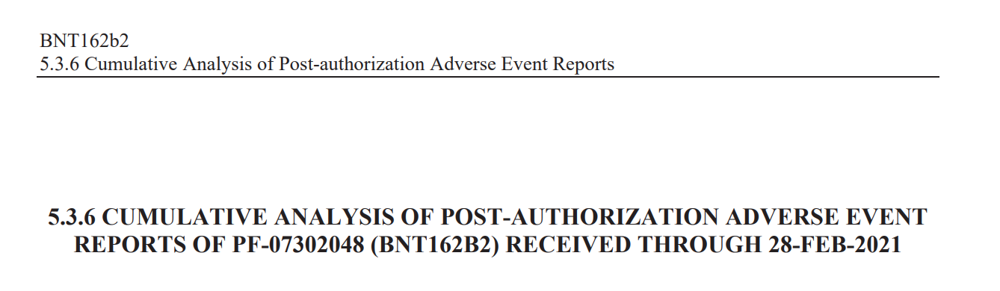 BNT162b2
5.3.6 Cumulative Analysis of Post-authorization Adverse Event Reports
5.3.6 CUMULATIVE ANALYSIS OF POST-AUTHORIZATION ADVERSE EVENT
REPORTS OF PF-07302048 (BNT162B2) RECEIVED THROUGH 28-FEB-2021